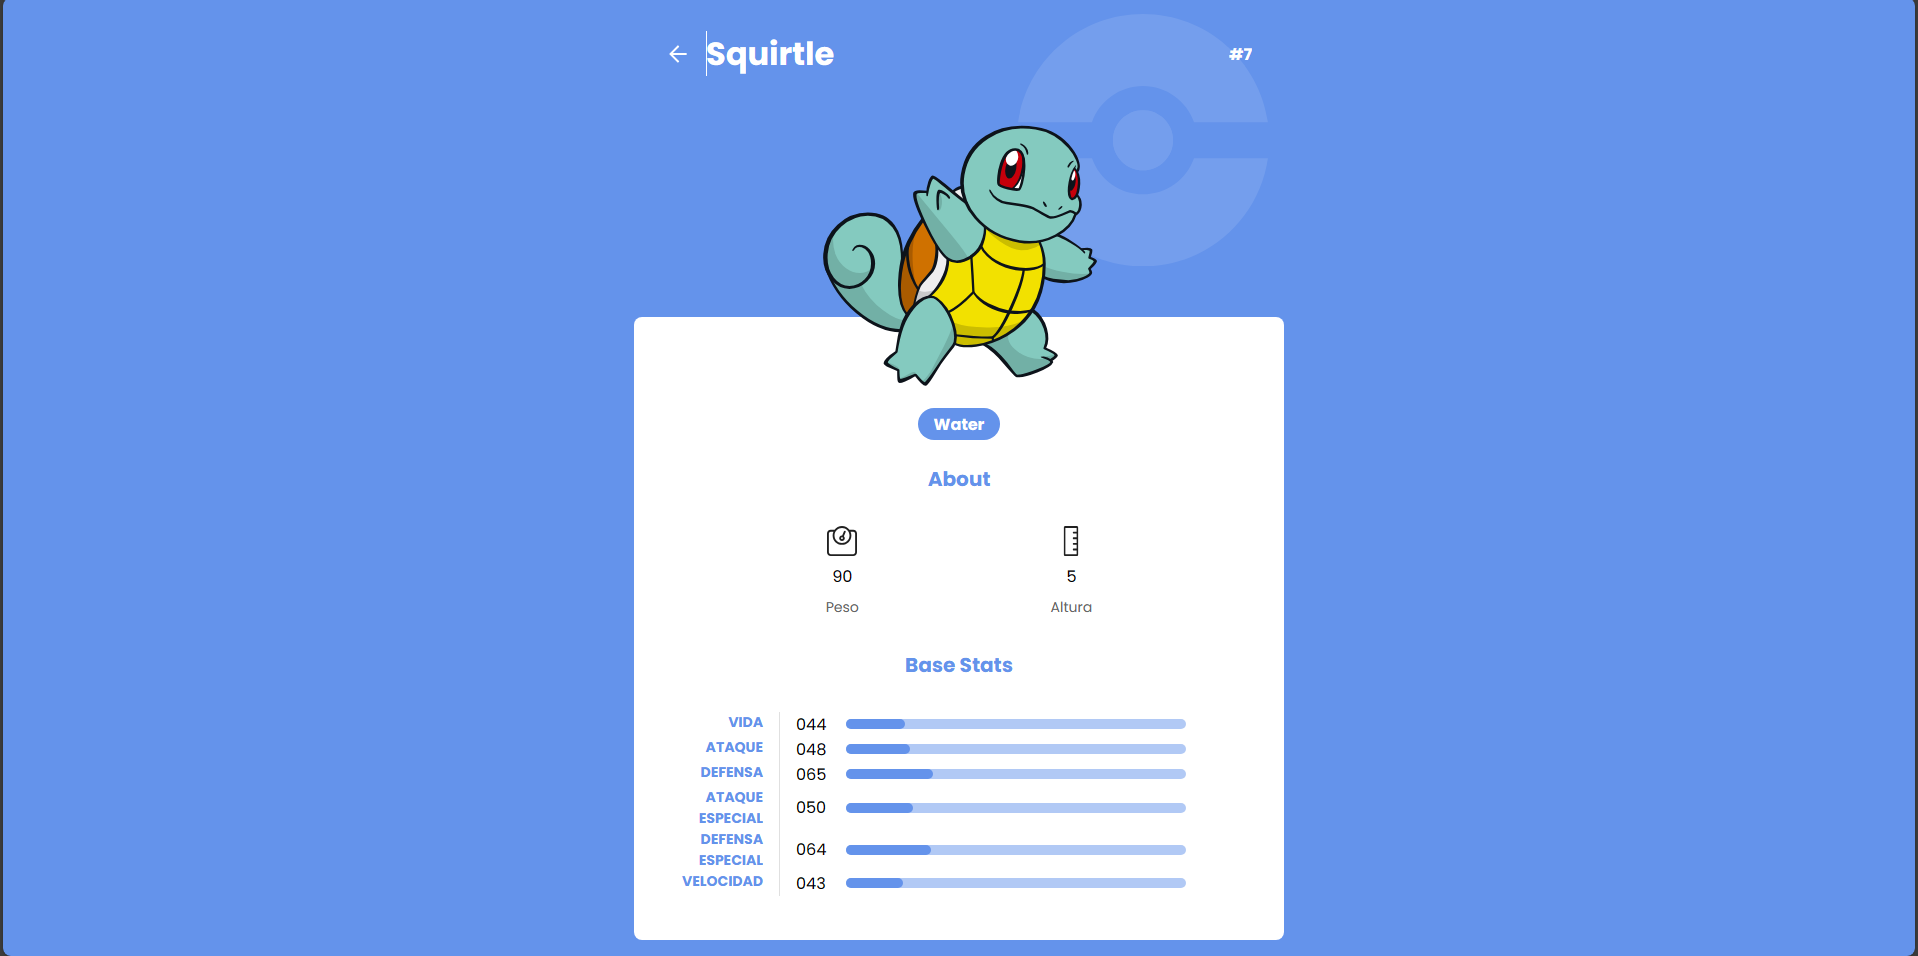 Squirtle
#7
Water
About
90
5
Peso
Altura
Base Stats
VIDA 044
ATAQUE 048
DEFENSA 065
ATAQUE
ESPECIAL 050
DEFENSA
ESPECIAL 064
VELOCIDAD 043